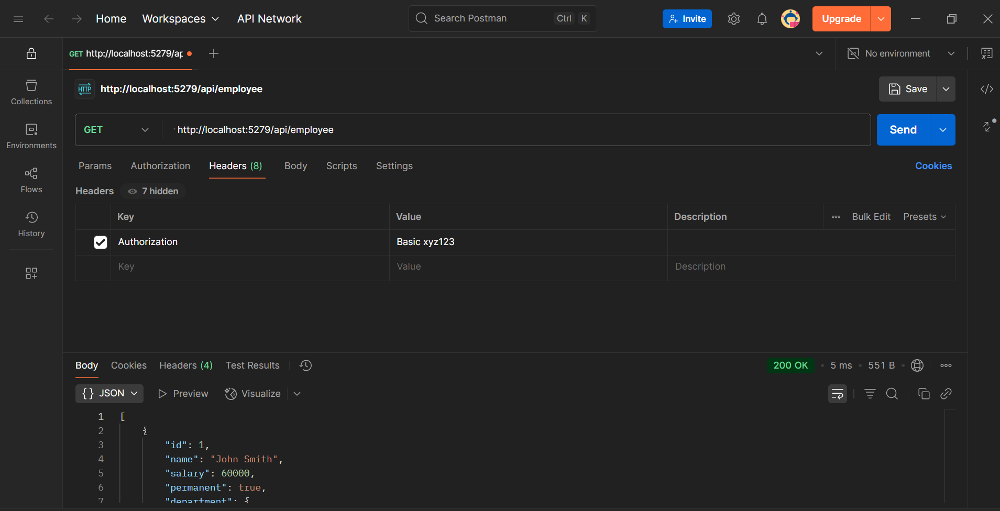 Home Workspaces API Network Search Postman Ctrl K Invite Upgrade
GET http://localhost:5279/ap No environment
HTTP http://localhost:5279/api/employee Save
Collections
GET http://localhost:5279/api/employee Send
Environments
Params Authorization Headers (8) Body Scripts Settings Cookies
Flows
Headers 7 hidden
Key Value Description Bulk Edit Presets
History
Authorization Basic xyz123
Key Value Description
Body Cookies Headers (4) Test Results 200 OK 5 ms 551 B
{} JSON Preview Visualize
1 [
2 {
3 "id": 1,
4 "name": "John Smith",
5 "salary": 60000,
6 "permanent": true,
7 "department": {